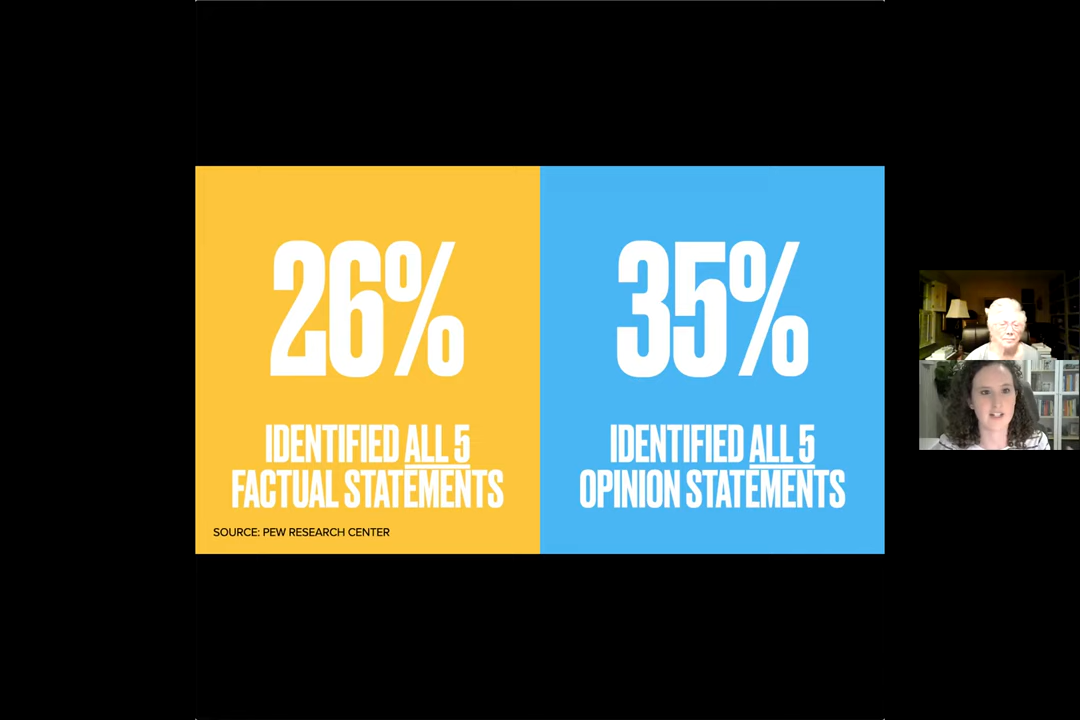 26%
IDENTIFIED ALL 5
FACTUAL STATEMENTS
SOURCE: PEW RESEARCH CENTER
35%
IDENTIFIED ALL 5
OPINION STATEMENTS